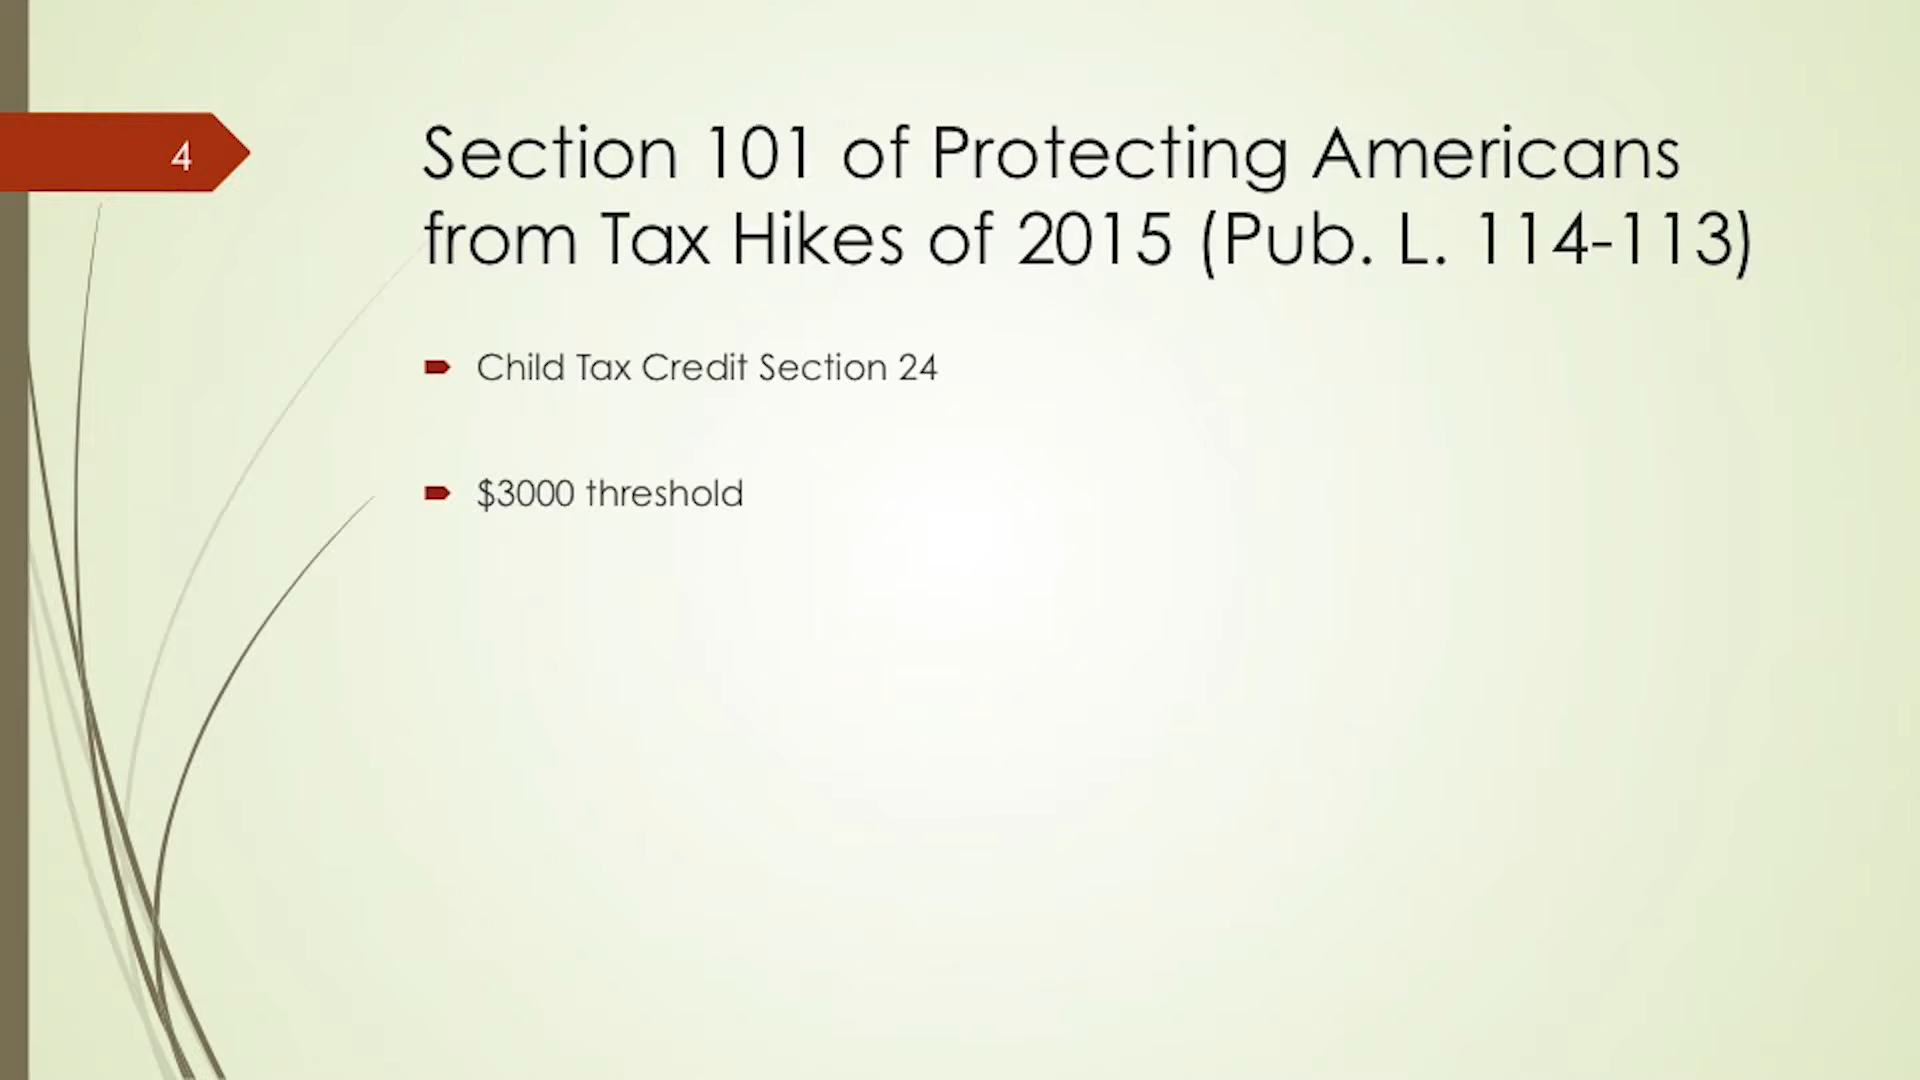 4
Section 101 of Protecting Americans
from Tax Hikes of 2015 (Pub. L. 114-113)
Child Tax Credit Section 24
$3000 threshold